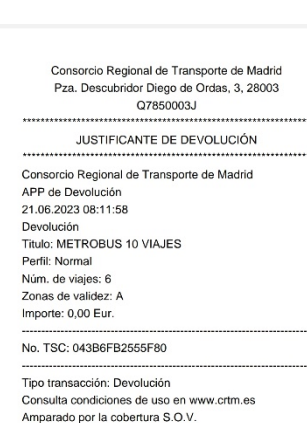 Consorcio Regional de Transporte de Madrid
Pza. Descubridor Diego de Ordas, 3, 28003
Q7850003J
****************************************************************
JUSTIFICANTE DE DEVOLUCIÓN
****************************************************************
Consorcio Regional de Transporte de Madrid
APP de Devolución
21.06.2023 08:11:58
Devolución
Titulo: METROBUS 10 VIAJES
Perfil: Normal
Núm. de viajes: 6
Zonas de validez: A
Importe: 0,00 Eur.
----------------------------------------------------------------
No. TSC: 043B6FB2555F80
----------------------------------------------------------------
Tipo transacción: Devolución
Consulta condiciones de uso en www.crtm.es
Amparado por la cobertura S.O.V.